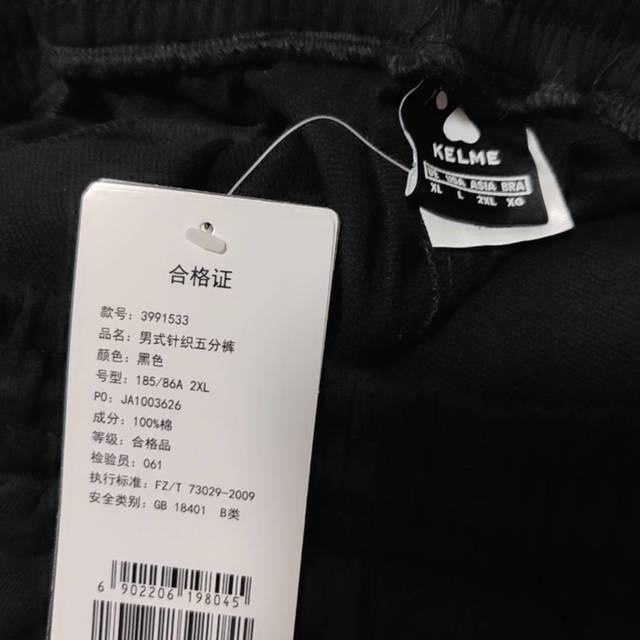 KELME
UE USA ASIA BRA
XL L 2XL XG
合格证
款号: 3991533
品名: 男式针织五分裤
颜色: 黑色
号型: 185/86A 2XL
PO: JA1003626
成分: 100%棉
等级: 合格品
检验员: 061
执行标准: FZ/T 73029-2009
安全类别: GB 18401 B类
6 902206 198045